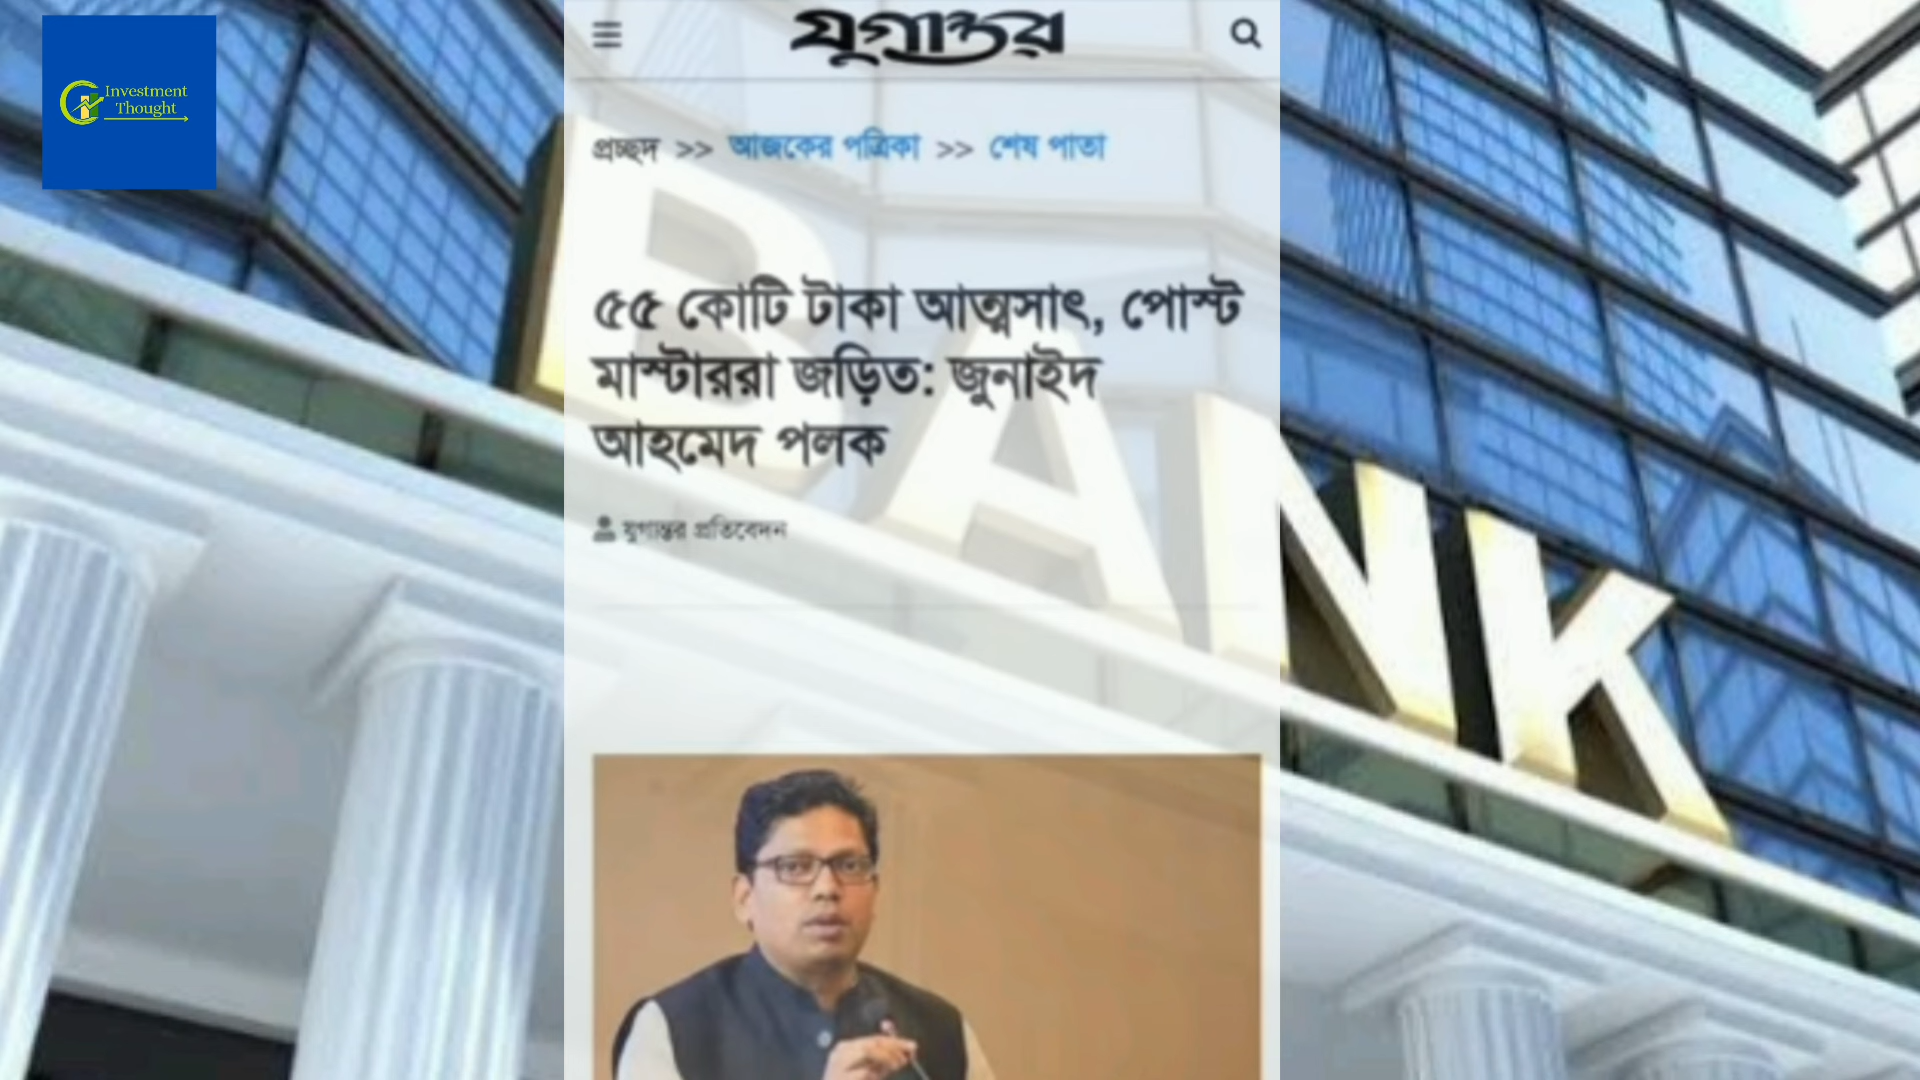 Investment
Thought
যুগান্তর
প্রচ্ছদ >> আজকের পত্রিকা >> শেষ পাতা
৫৫ কোটি টাকা আত্মসাৎ, পোস্ট
মাস্টাররা জড়িত: জুনাইদ
আহমেদ পলক
যুগান্তর প্রতিবেদন
BANK